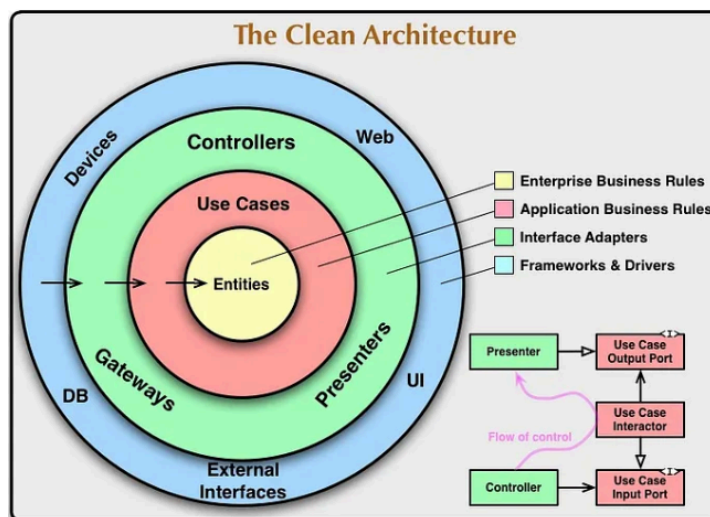 The Clean Architecture
Devices
Web
Controllers
Use Cases
Entities
Gateways
Presenters
DB
UI
External
Interfaces
Enterprise Business Rules
Application Business Rules
Interface Adapters
Frameworks & Drivers
Presenter
<I>
Use Case
Output Port
Flow of control
Use Case
Interactor
Controller
<I>
Use Case
Input Port